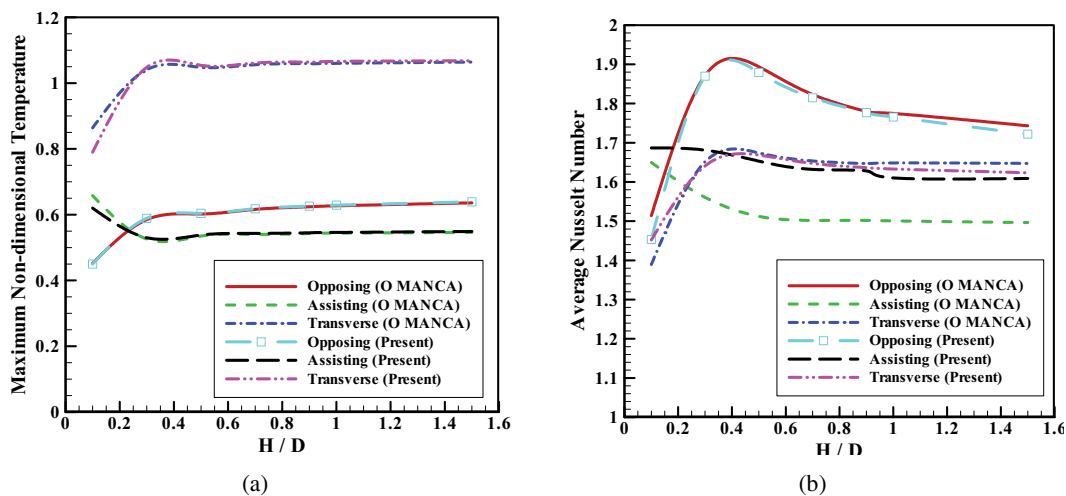 Maximum Non-dimensional Temperature
1.2
1
0.8
0.6
0.4
0.2
0
0 0.2 0.4 0.6 0.8 1 1.2 1.4 1.6
H / D
Opposing (O MANCA)
Assisting (O MANCA)
Transverse (O MANCA)
Opposing (Present)
Assisting (Present)
Transverse (Present)
(a)
Average Nusselt Number
2
1.9
1.8
1.7
1.6
1.5
1.4
1.3
1.2
1.1
1
0 0.2 0.4 0.6 0.8 1 1.2 1.4 1.6
H / D
Opposing (O MANCA)
Assisting (O MANCA)
Transverse (O MANCA)
Opposing (Present)
Assisting (Present)
Transverse (Present)
(b)